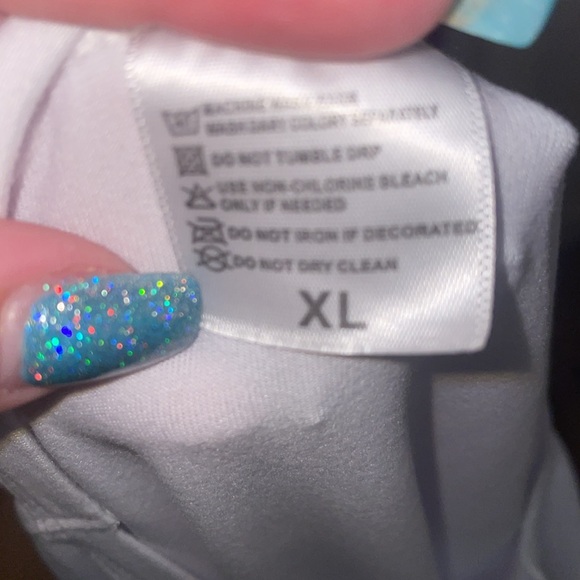 MACHINE WASH
WASH DARK COLORS SEPARATELY
DO NOT TUMBLE DRY
USE NON-CHLORINE BLEACH
ONLY IF NEEDED
DO NOT IRON IF DECORATED
DO NOT DRY CLEAN
XL